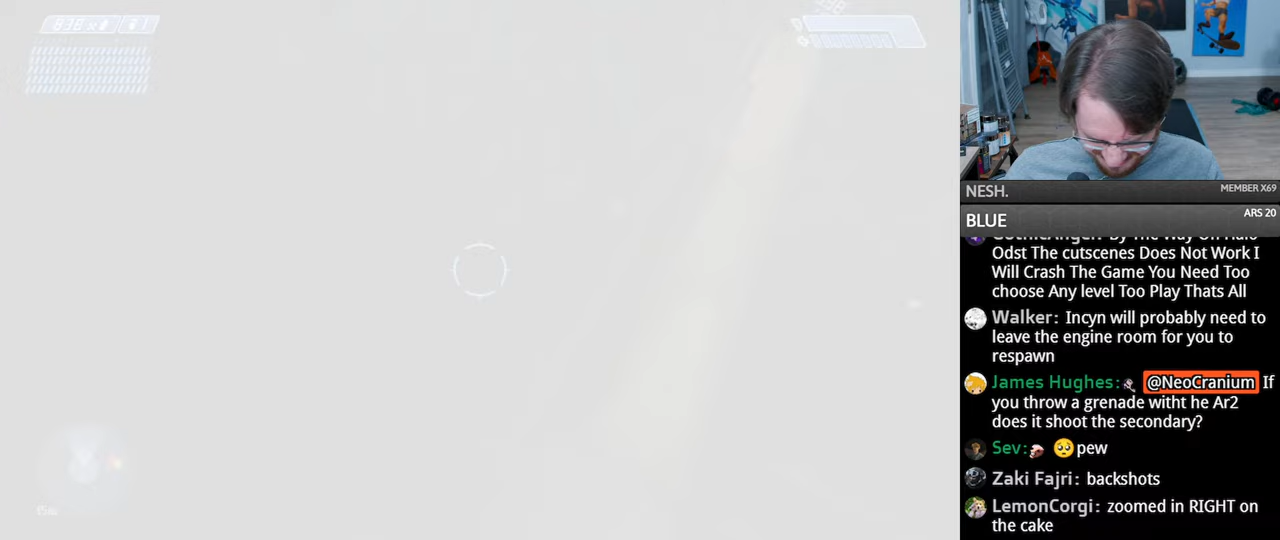 NESH.
MEMBER X69
BLUE
ARS 20
Odst The cutscenes Does Not Work I
Will Crash The Game You Need Too
choose Any level Too Play Thats All
Walker: Incyn will probably need to
leave the engine room for you to
respawn
James Hughes: @NeoCranium If
you throw a grenade witht he Ar2
does it shoot the secondary?
Sev: 🥺pew
Zaki Fajri: backshots
LemonCorgi: zoomed in RIGHT on
the cake